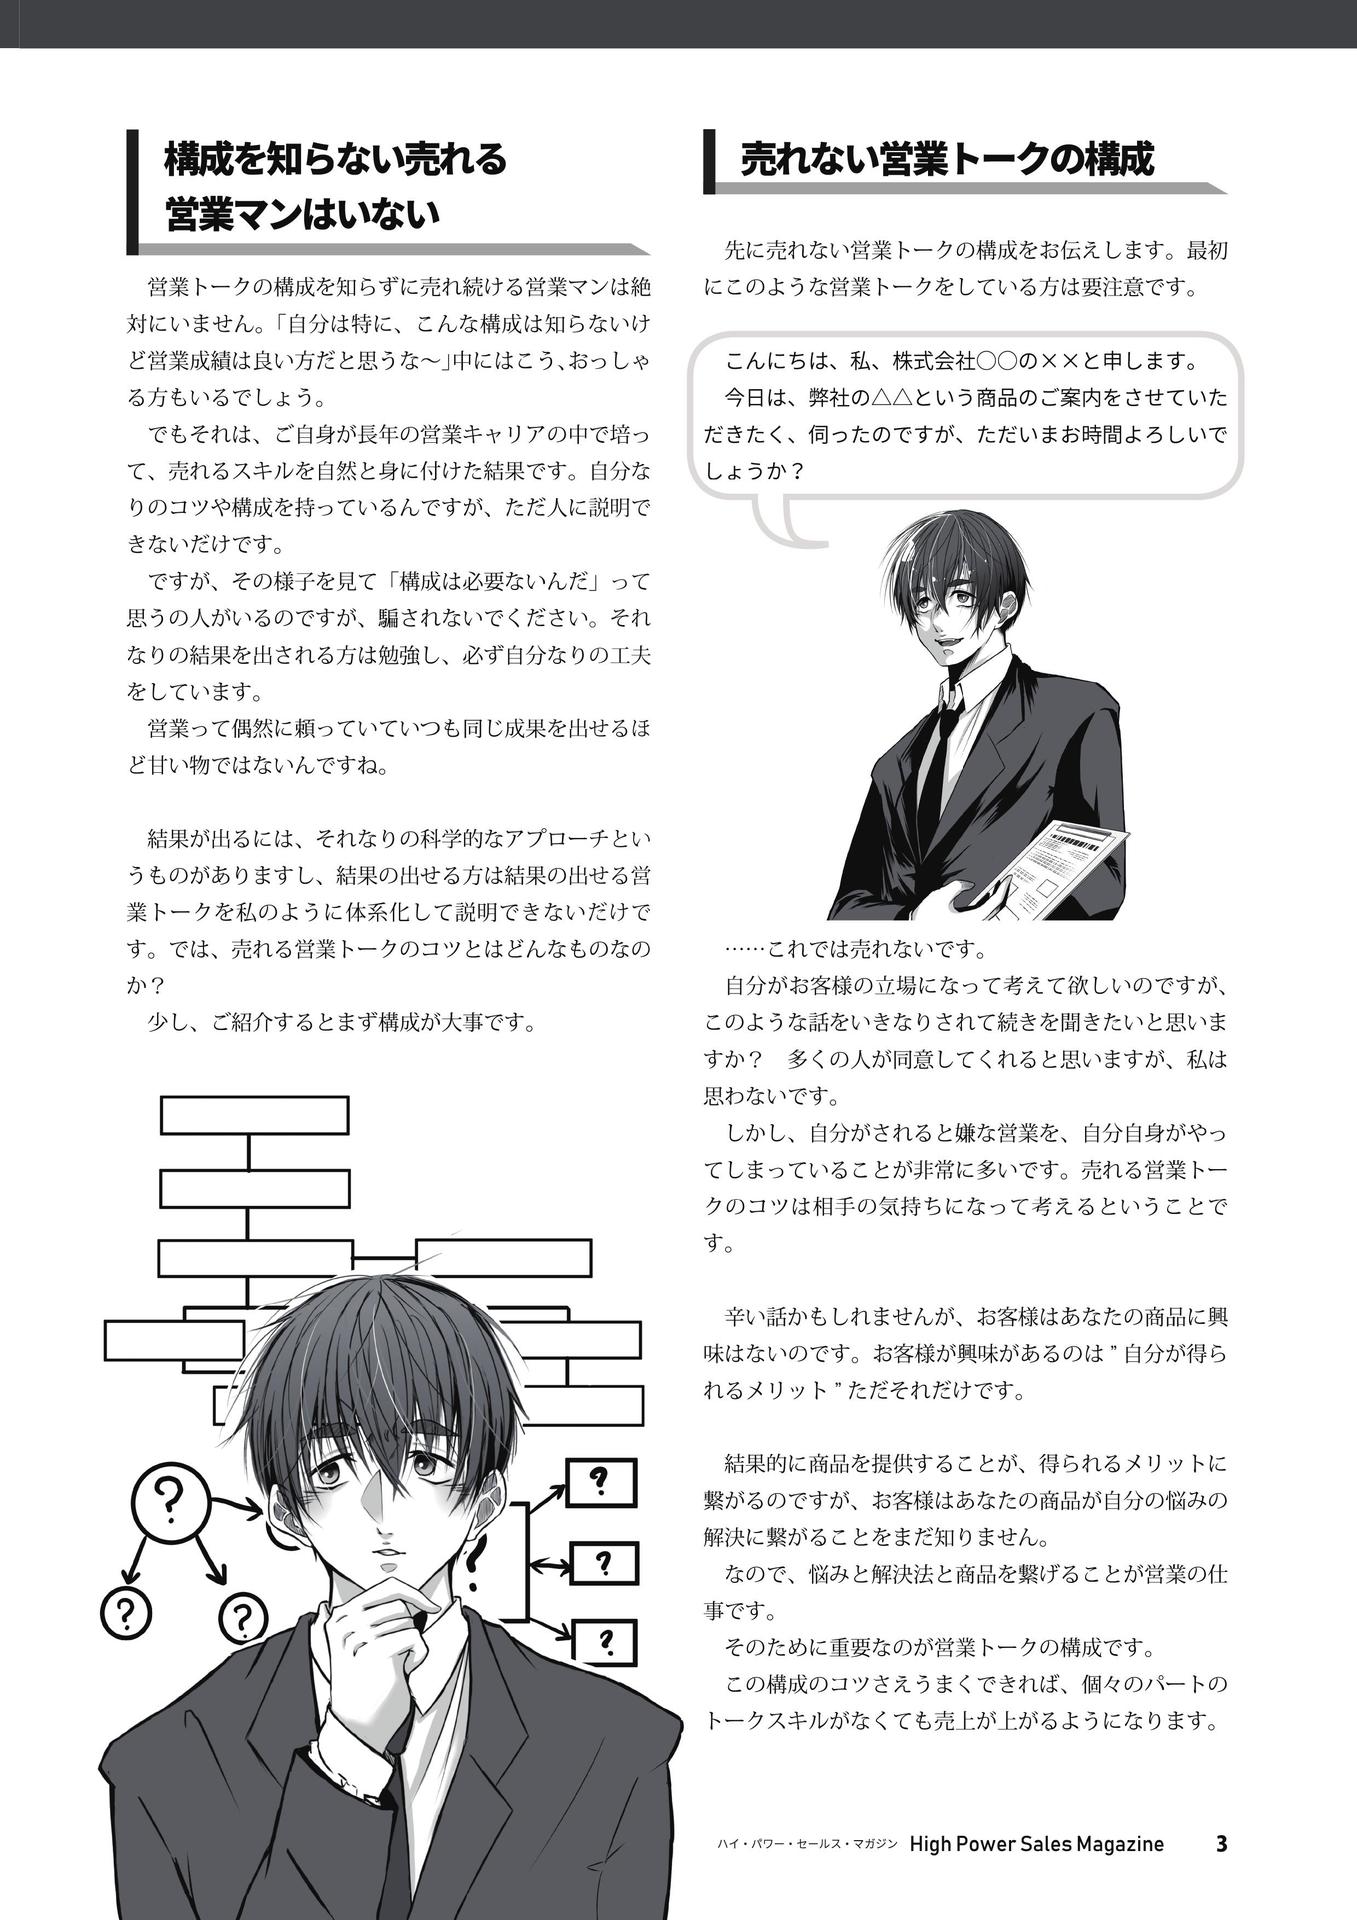 構成を知らない売れる
営業マンはいない
　営業トークの構成を知らずに売れ続ける営業マンは絶
対にいません。「自分は特に、こんな構成は知らないけ
ど営業成績は良い方だと思うな～」中にはこう、おっしゃ
る方もいるでしょう。
　でもそれは、ご自身が長年の営業キャリアの中で培っ
て、売れるスキルを自然と身に付けた結果です。自分な
りのコツや構成を持っているんですが、ただ人に説明で
きないだけです。
　ですが、その様子を見て「構成は必要ないんだ」って
思うの人がいるのですが、騙されないでください。それ
なりの結果を出される方は勉強し、必ず自分なりの工夫
をしています。
　営業って偶然に頼っていていつも同じ成果を出せるほ
ど甘い物ではないんですね。
　結果が出るには、それなりの科学的なアプローチとい
うものがありますし、結果の出せる方は結果の出せる営
業トークを私のように体系化して説明できないだけで
す。では、売れる営業トークのコツとはどんなものなの
か？
　少し、ご紹介するとまず構成が大事です。
?
?
?
?
?
?
?
売れない営業トークの構成
　先に売れない営業トークの構成をお伝えします。最初
にこのような営業トークをしている方は要注意です。
　こんにちは、私、株式会社○○の××と申します。
　今日は、弊社の△△という商品のご案内をさせていた
だきたく、伺ったのですが、ただいまお時間よろしいで
しょうか？
　……これでは売れないです。
　自分がお客様の立場になって考えて欲しいのですが、
このような話をいきなりされて続きを聞きたいと思いま
すか？　多くの人が同意してくれると思いますが、私は
思わないです。
　しかし、自分がされると嫌な営業を、自分自身がやっ
てしまっていることが非常に多いです。売れる営業トー
クのコツは相手の気持ちになって考えるということで
す。
　辛い話かもしれませんが、お客様はあなたの商品に興
味はないのです。お客様が興味があるのは ” 自分が得ら
れるメリット ” ただそれだけです。
　結果的に商品を提供することが、得られるメリットに
繋がるのですが、お客様はあなたの商品が自分の悩みの
解決に繋がることをまだ知りません。
　なので、悩みと解決法と商品を繋げることが営業の仕
事です。
　そのために重要なのが営業トークの構成です。
　この構成のコツさえうまくできれば、個々のパートの
トークスキルがなくても売上が上がるようになります。
ハイ・パワー・セールス・マガジン High Power Sales Magazine 3